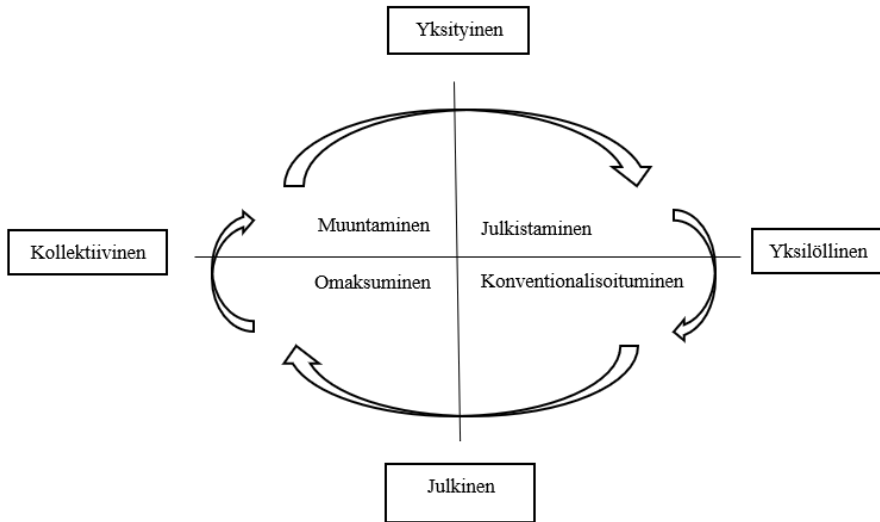 Yksityinen
Muuntaminen
Julkistaminen
Kollektiivinen
Yksilöllinen
Omaksuminen
Konventionalisoituminen
Julkinen